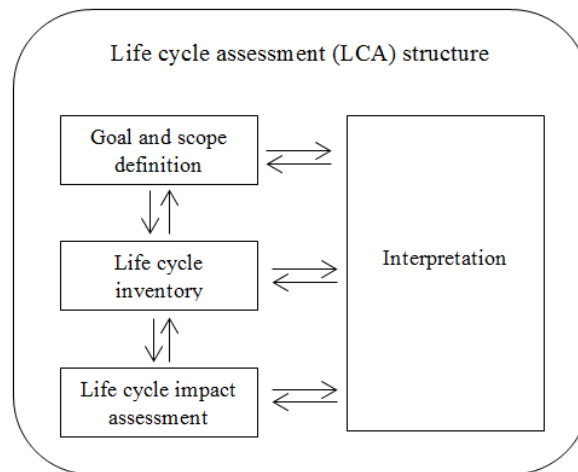 Life cycle assessment (LCA) structure
Goal and scope
definition
Life cycle
inventory
Life cycle impact
assessment
Interpretation